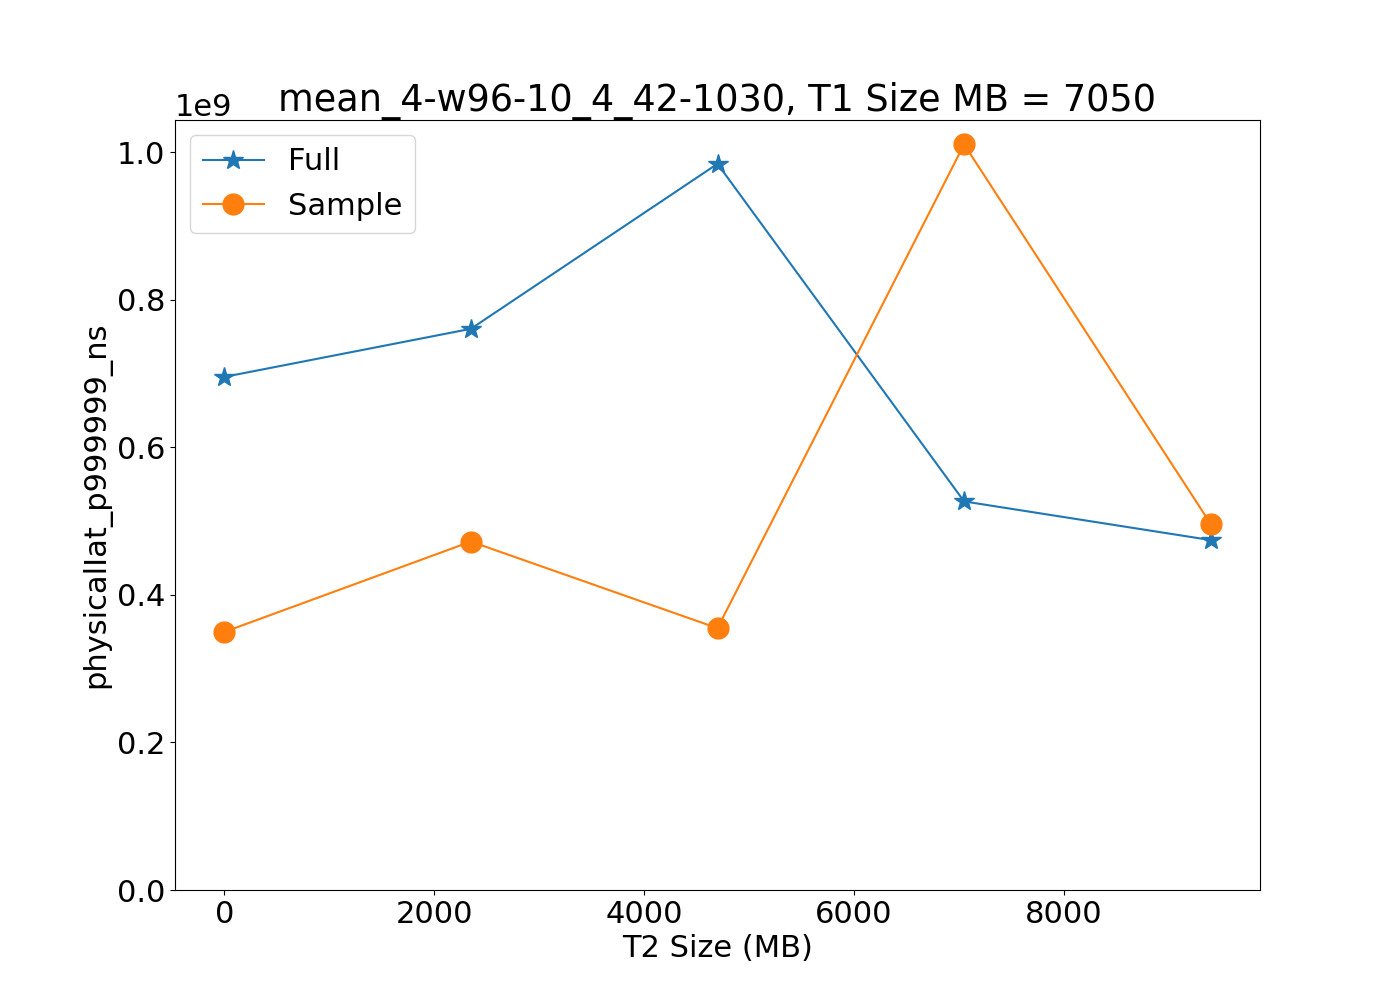 1e9
mean_4-w96-10_4_42-1030, T1 Size MB = 7050
Full
Sample
1.0
0.8
0.6
0.4
0.2
0.0
physicallat_p999999_ns
0 2000 4000 6000 8000
T2 Size (MB)